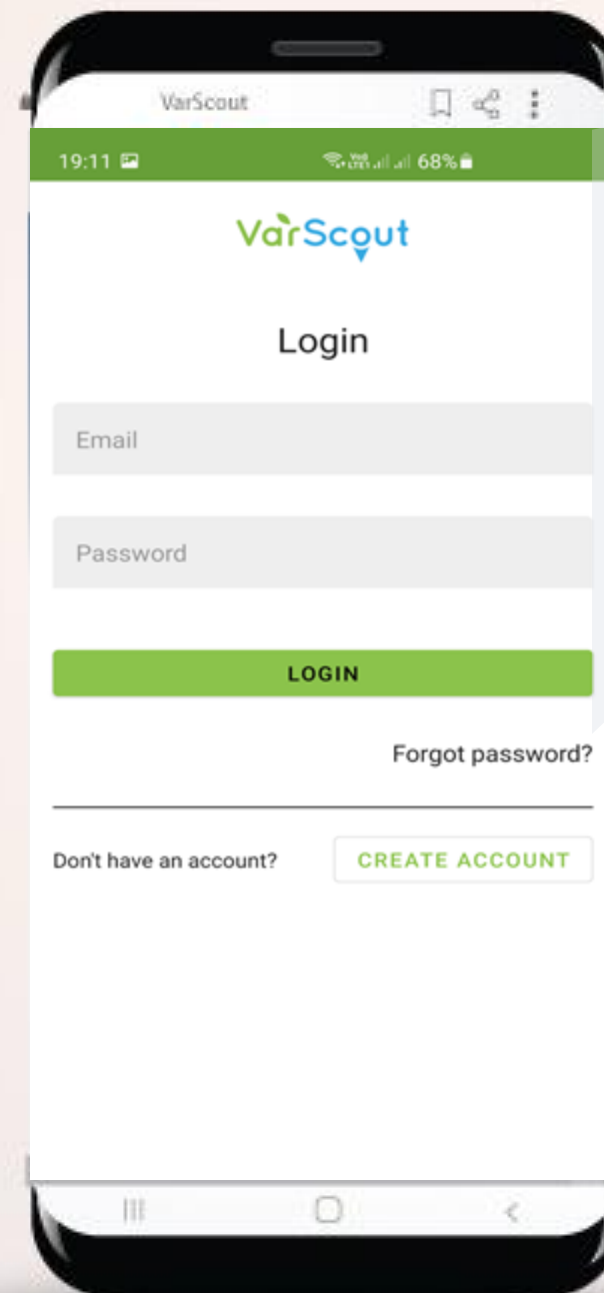 VarScout
19:11 68%
VarScout
Login
Email
Password
LOGIN
Forgot password?
Don't have an account? CREATE ACCOUNT